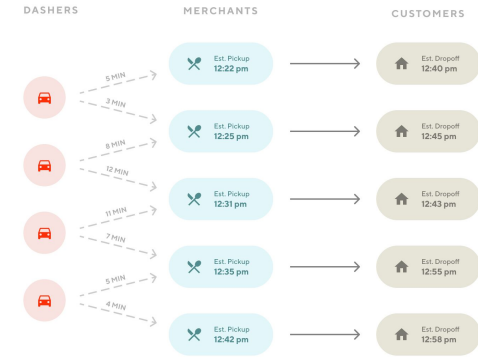 DASHERS
MERCHANTS
CUSTOMERS
Est. Pickup
12:22 pm
Est. Dropoff
12:40 pm
5 MIN
3 MIN
Est. Pickup
12:25 pm
Est. Dropoff
12:45 pm
8 MIN
12 MIN
Est. Pickup
12:31 pm
Est. Dropoff
12:43 pm
11 MIN
7 MIN
Est. Pickup
12:35 pm
Est. Dropoff
12:55 pm
5 MIN
4 MIN
Est. Pickup
12:42 pm
Est. Dropoff
12:58 pm